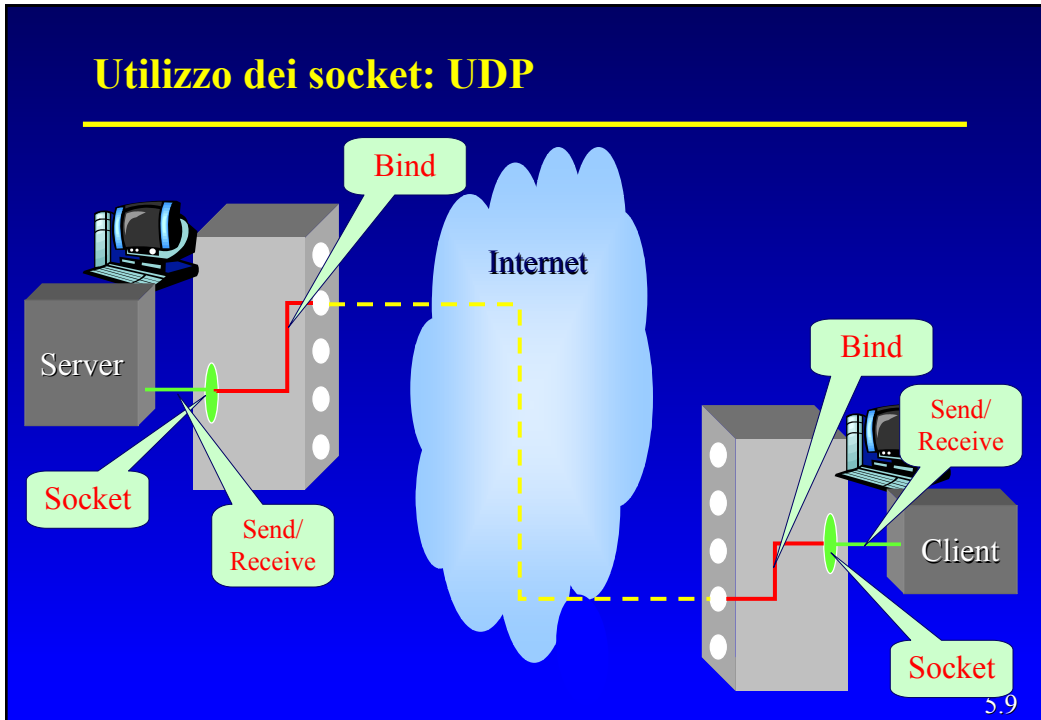 Utilizzo dei socket: UDP
Bind
Internet
Server
Bind
Send/
Receive
Socket
Send/
Receive
Client
Socket
5.9